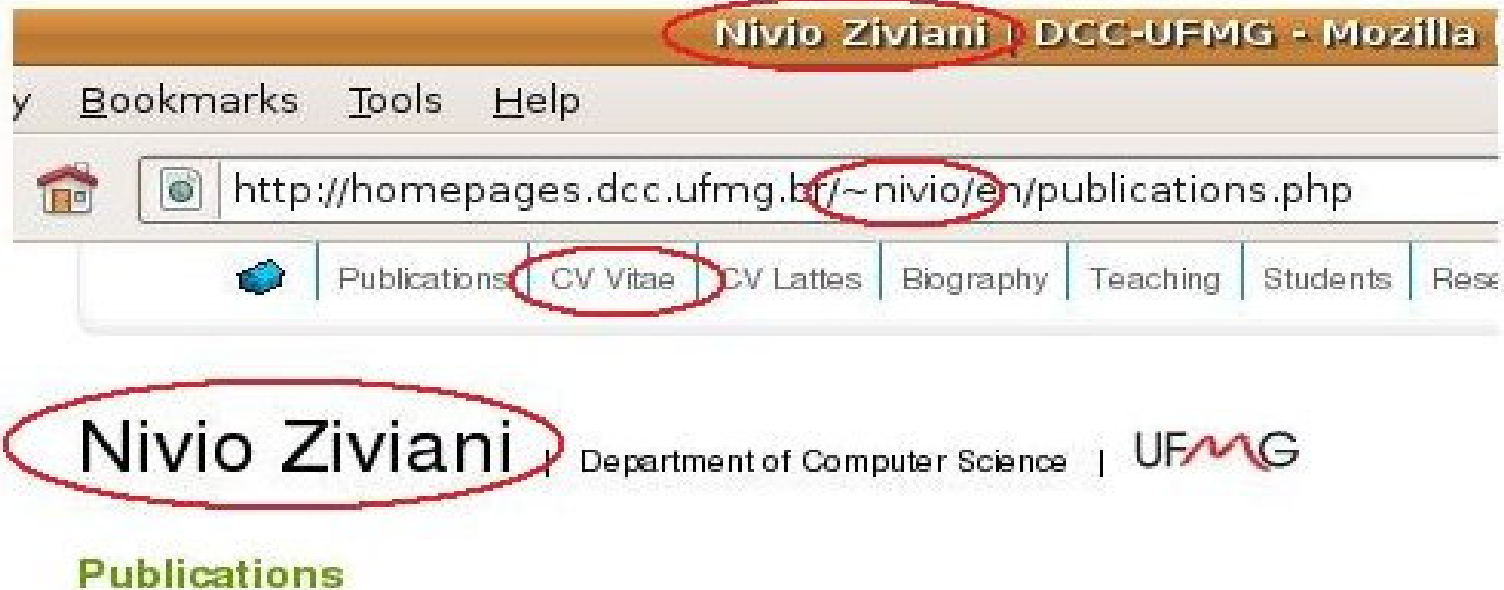 Nivio Ziviani | DCC-UFMG - Mozilla
y Bookmarks Tools Help
http://homepages.dcc.ufmg.br/~nivio/en/publications.php
Publications CV Vitae CV Lattes Biography Teaching Students Rese
Nivio Ziviani | Department of Computer Science | UFMG
Publications